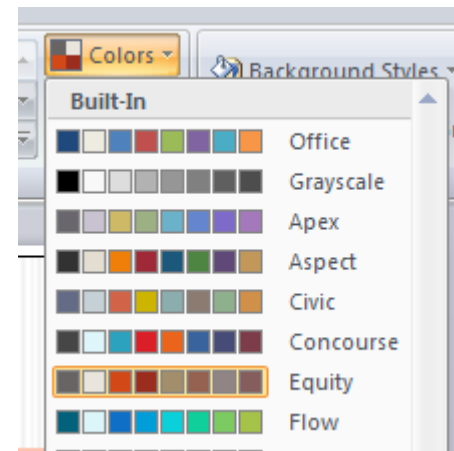 Colors
Background Styles
Built-In
Office
Grayscale
Apex
Aspect
Civic
Concourse
Equity
Flow